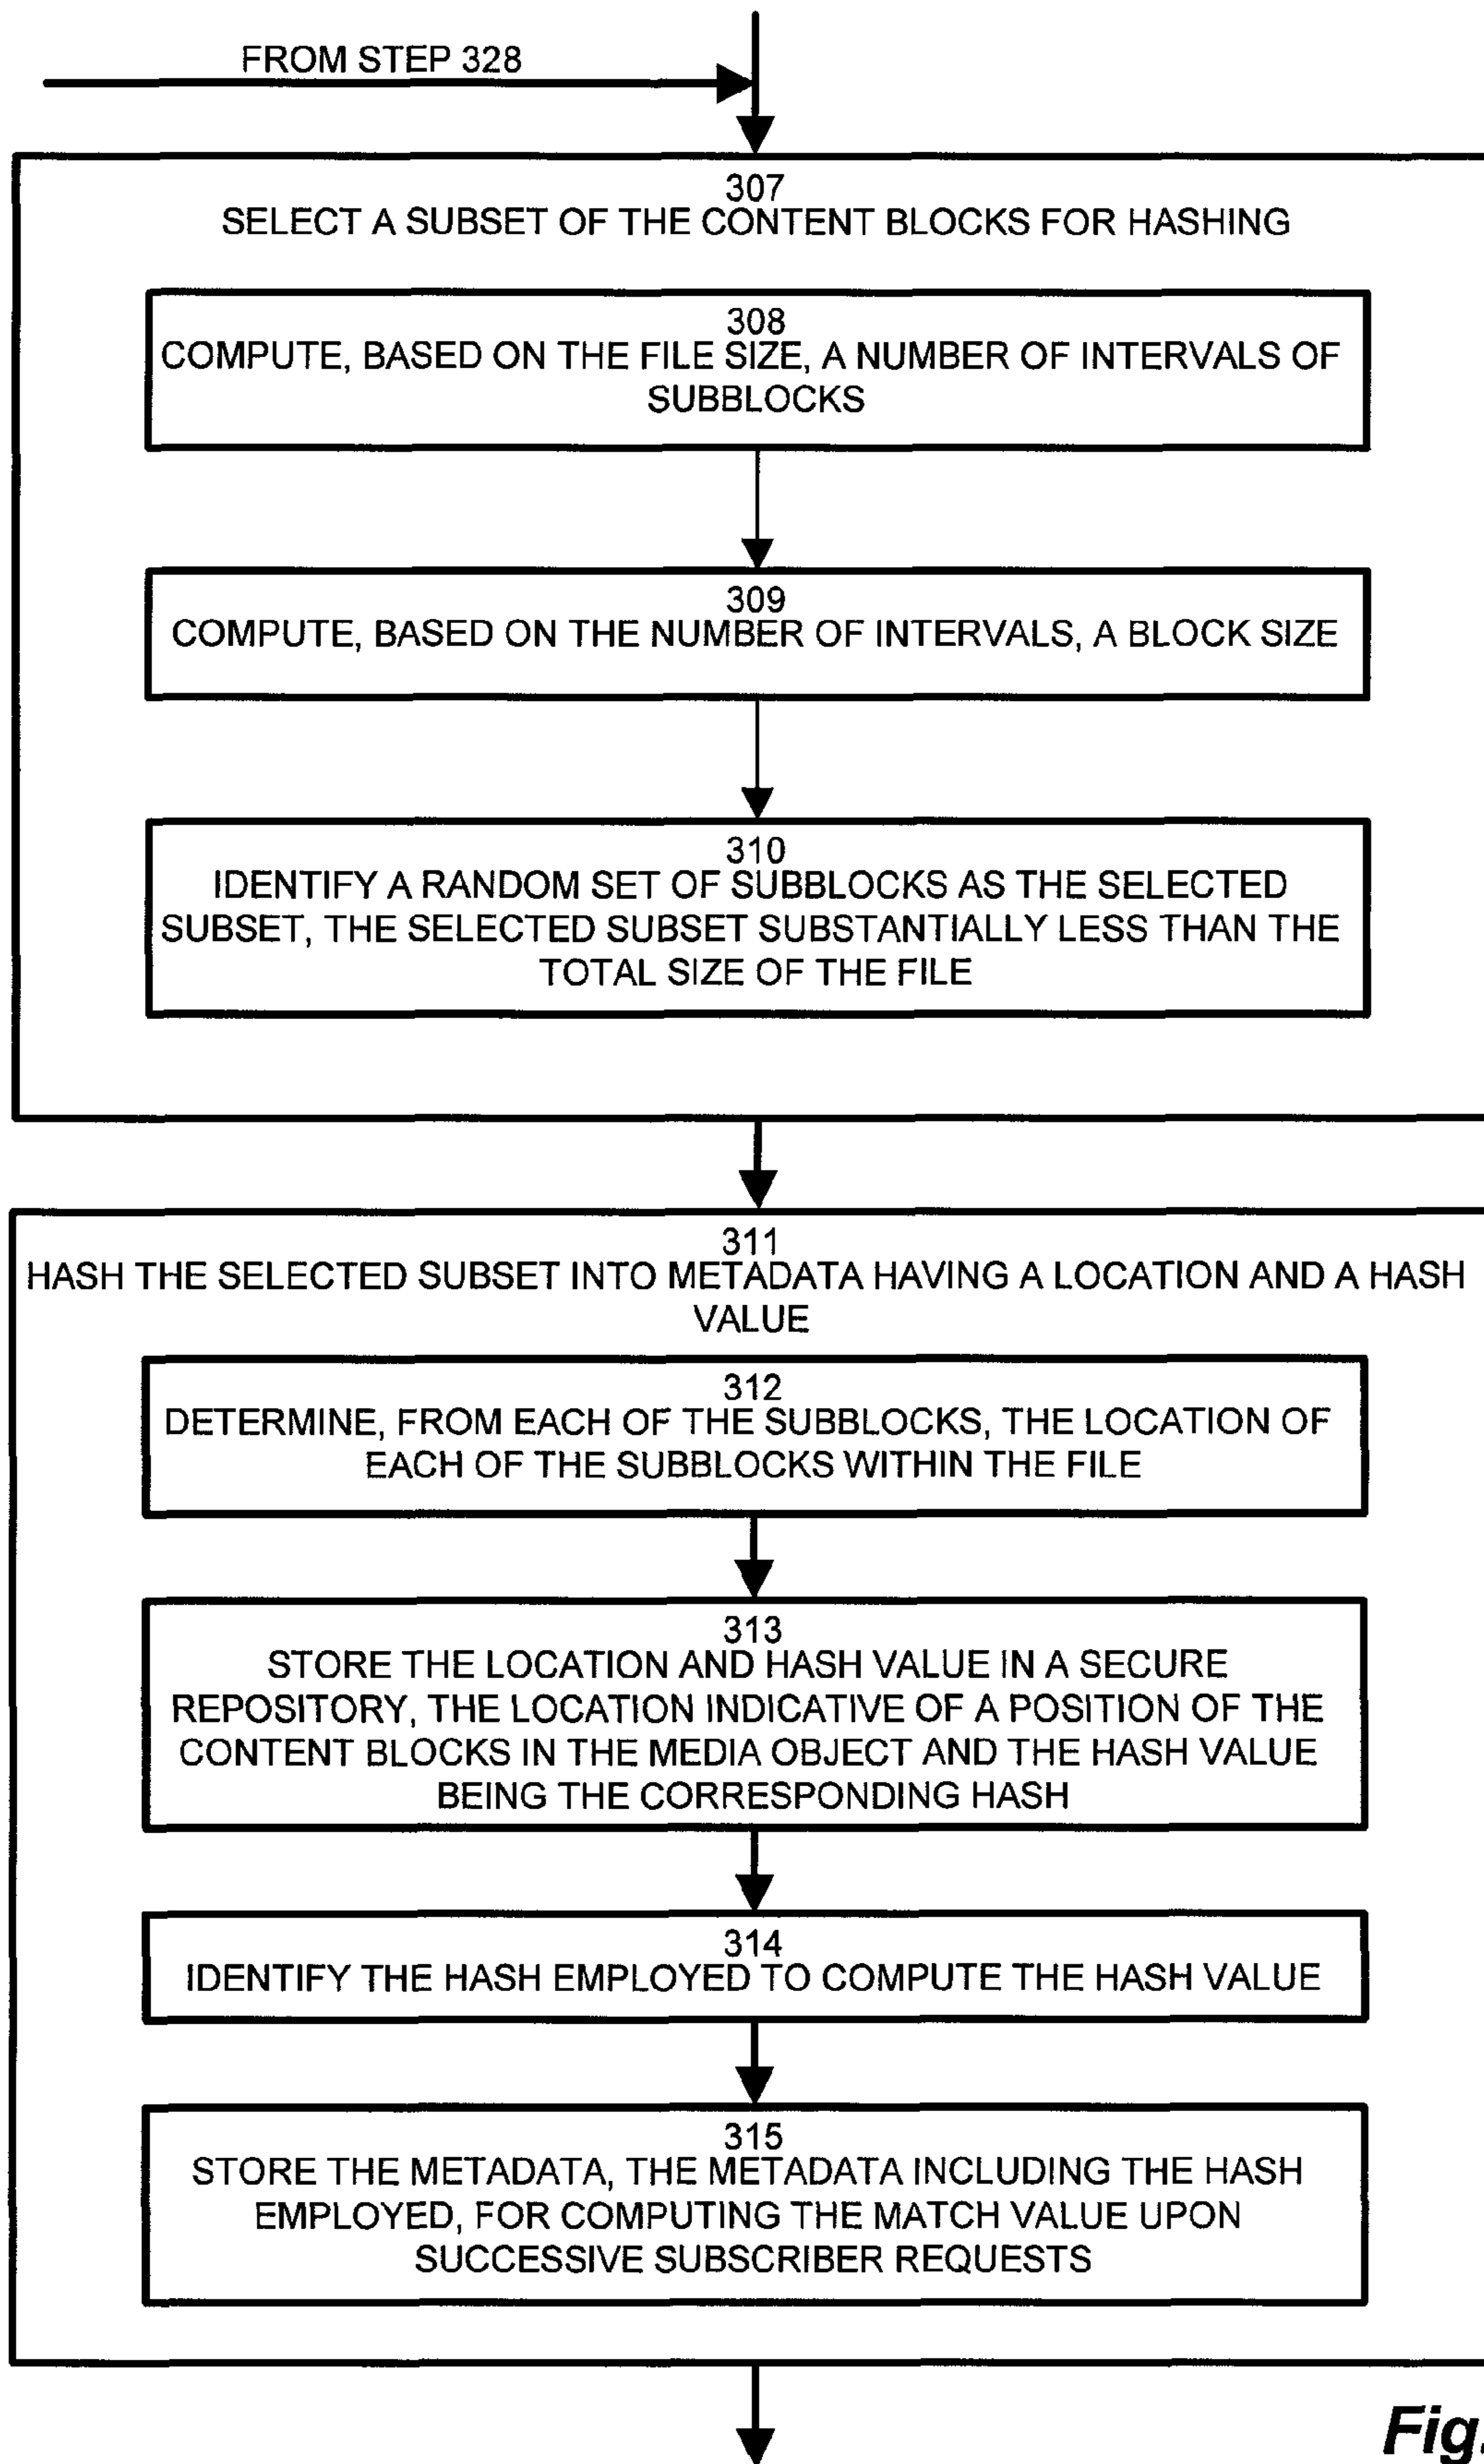 FROM STEP 328
307
SELECT A SUBSET OF THE CONTENT BLOCKS FOR HASHING
308
COMPUTE, BASED ON THE FILE SIZE, A NUMBER OF INTERVALS OF
SUBBLOCKS
309
COMPUTE, BASED ON THE NUMBER OF INTERVALS, A BLOCK SIZE
310
IDENTIFY A RANDOM SET OF SUBBLOCKS AS THE SELECTED
SUBSET, THE SELECTED SUBSET SUBSTANTIALLY LESS THAN THE
TOTAL SIZE OF THE FILE
311
HASH THE SELECTED SUBSET INTO METADATA HAVING A LOCATION AND A HASH
VALUE
312
DETERMINE, FROM EACH OF THE SUBBLOCKS, THE LOCATION OF
EACH OF THE SUBBLOCKS WITHIN THE FILE
313
STORE THE LOCATION AND HASH VALUE IN A SECURE
REPOSITORY, THE LOCATION INDICATIVE OF A POSITION OF THE
CONTENT BLOCKS IN THE MEDIA OBJECT AND THE HASH VALUE
BEING THE CORRESPONDING HASH
314
IDENTIFY THE HASH EMPLOYED TO COMPUTE THE HASH VALUE
315
STORE THE METADATA, THE METADATA INCLUDING THE HASH
EMPLOYED, FOR COMPUTING THE MATCH VALUE UPON
SUCCESSIVE SUBSCRIBER REQUESTS
Fig.